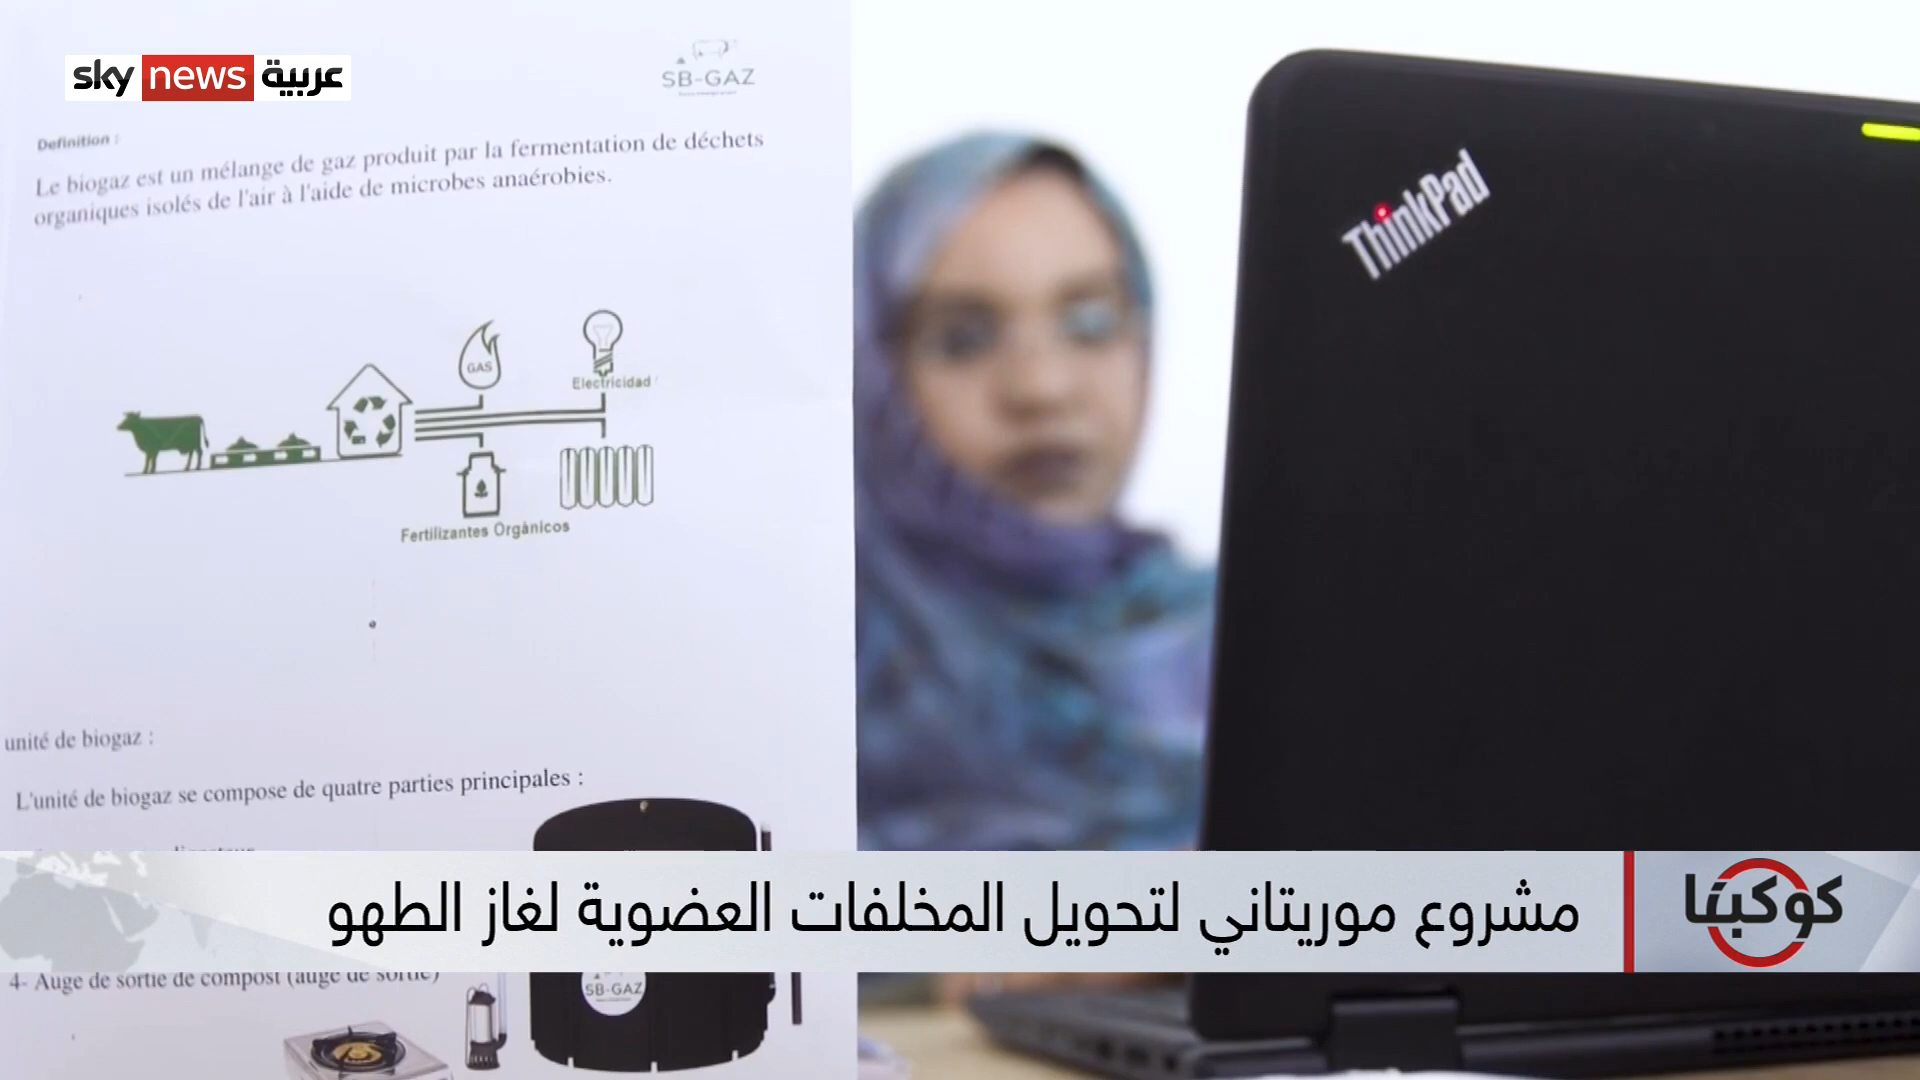 sky news عربية
SB-GAZ
Definition :
Le biogaz est un mélange de gaz produit par la fermentation de déchets
organiques isolés de l'air à l'aide de microbes anaérobies.
GAS
Electricidad
Fertilizantes Orgánicos
ThinkPad
unité de biogaz :
L'unité de biogaz se compose de quatre parties principales :
كوكبنا
مشروع موريتاني لتحويل المخلفات العضوية لغاز الطهو
4- Auge de sortie de compost (auge de sortie)
SB-GAZ